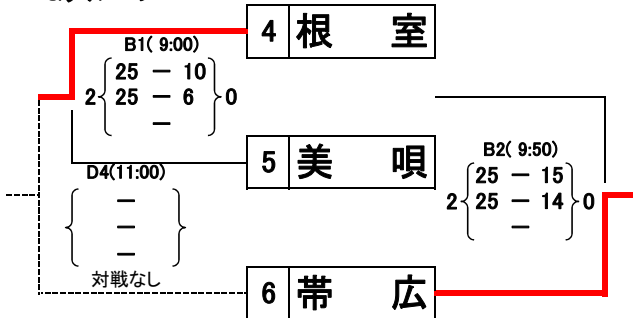 4 根 室
B1( 9:00)
25 ー 10
2 25 ー 6 0
ー
5 美 唄
B2( 9:50)
25 ー 15
2 25 ー 14 0
ー
D4(11:00)
ー
ー
ー
対戦なし
6 帯 広